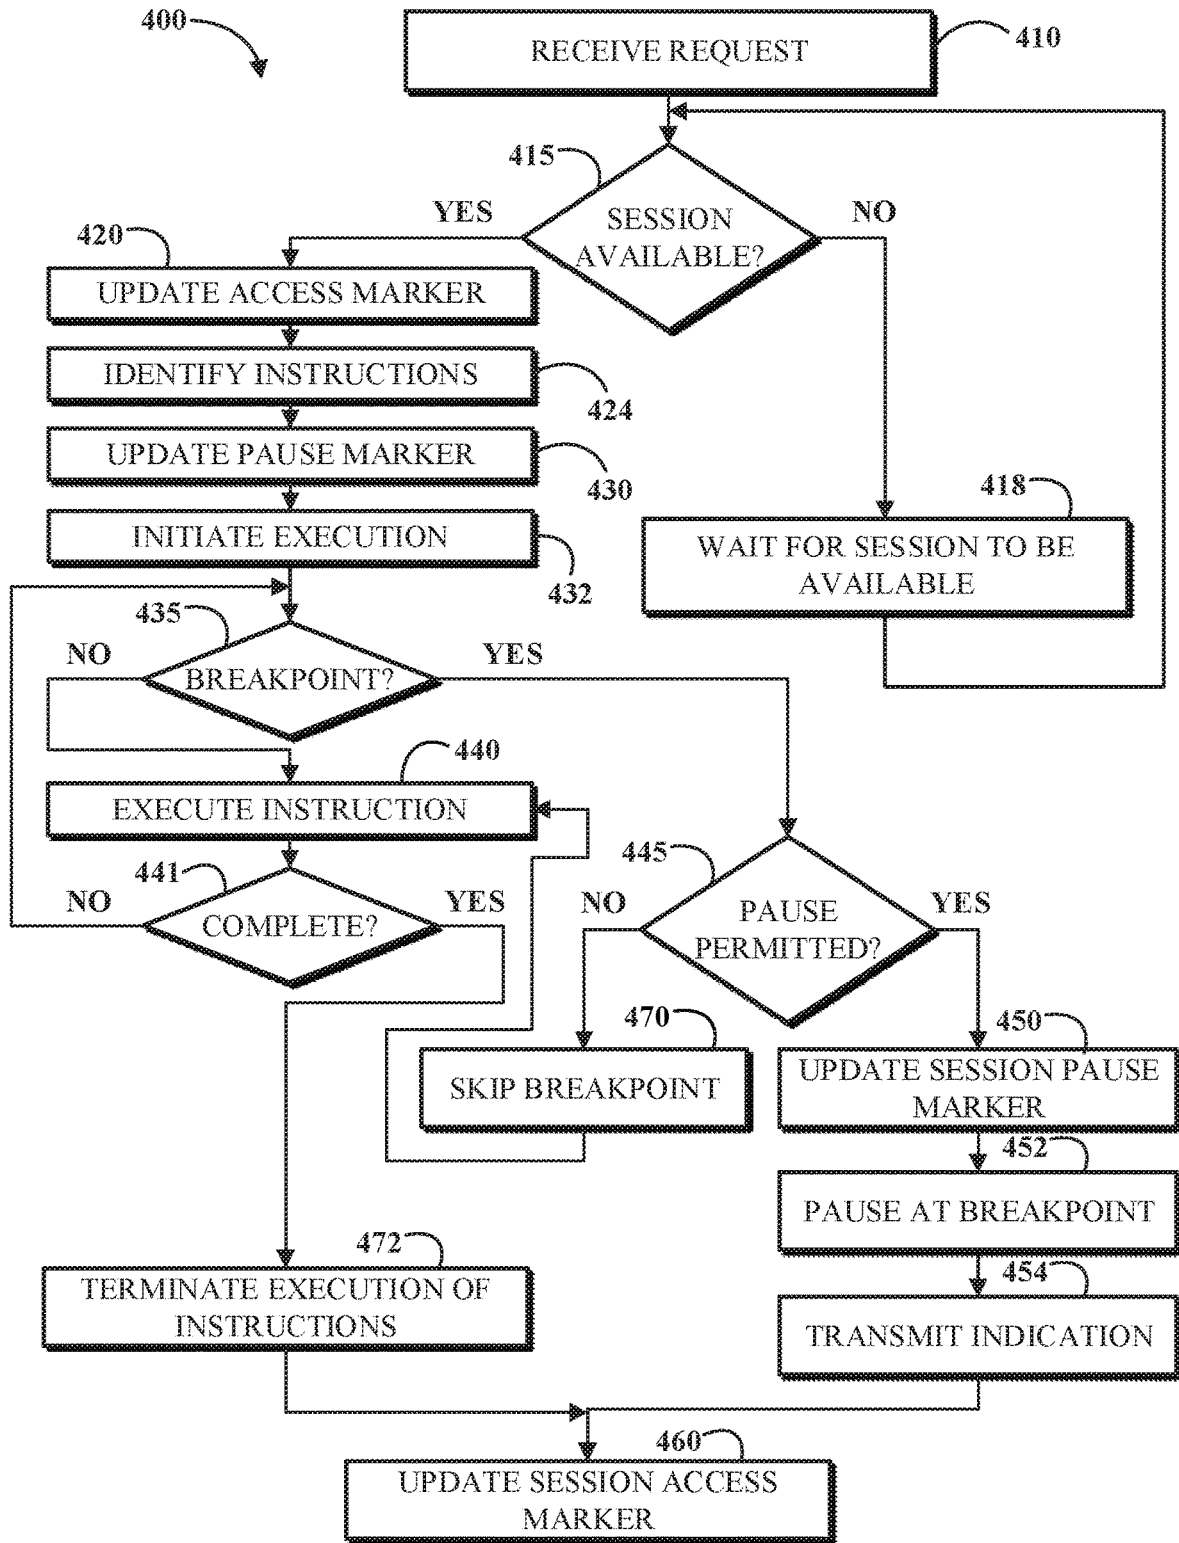 400
RECEIVE REQUEST
410
415
YES
SESSION
AVAILABLE?
NO
420
UPDATE ACCESS MARKER
IDENTIFY INSTRUCTIONS
424
UPDATE PAUSE MARKER
430
418
INITIATE EXECUTION
432
WAIT FOR SESSION TO BE
AVAILABLE
435
NO
BREAKPOINT?
YES
440
EXECUTE INSTRUCTION
441
NO
COMPLETE?
YES
445
NO
PAUSE
PERMITTED?
YES
470
SKIP BREAKPOINT
450
UPDATE SESSION PAUSE
MARKER
452
PAUSE AT BREAKPOINT
472
TERMINATE EXECUTION OF
INSTRUCTIONS
454
TRANSMIT INDICATION
460
UPDATE SESSION ACCESS
MARKER